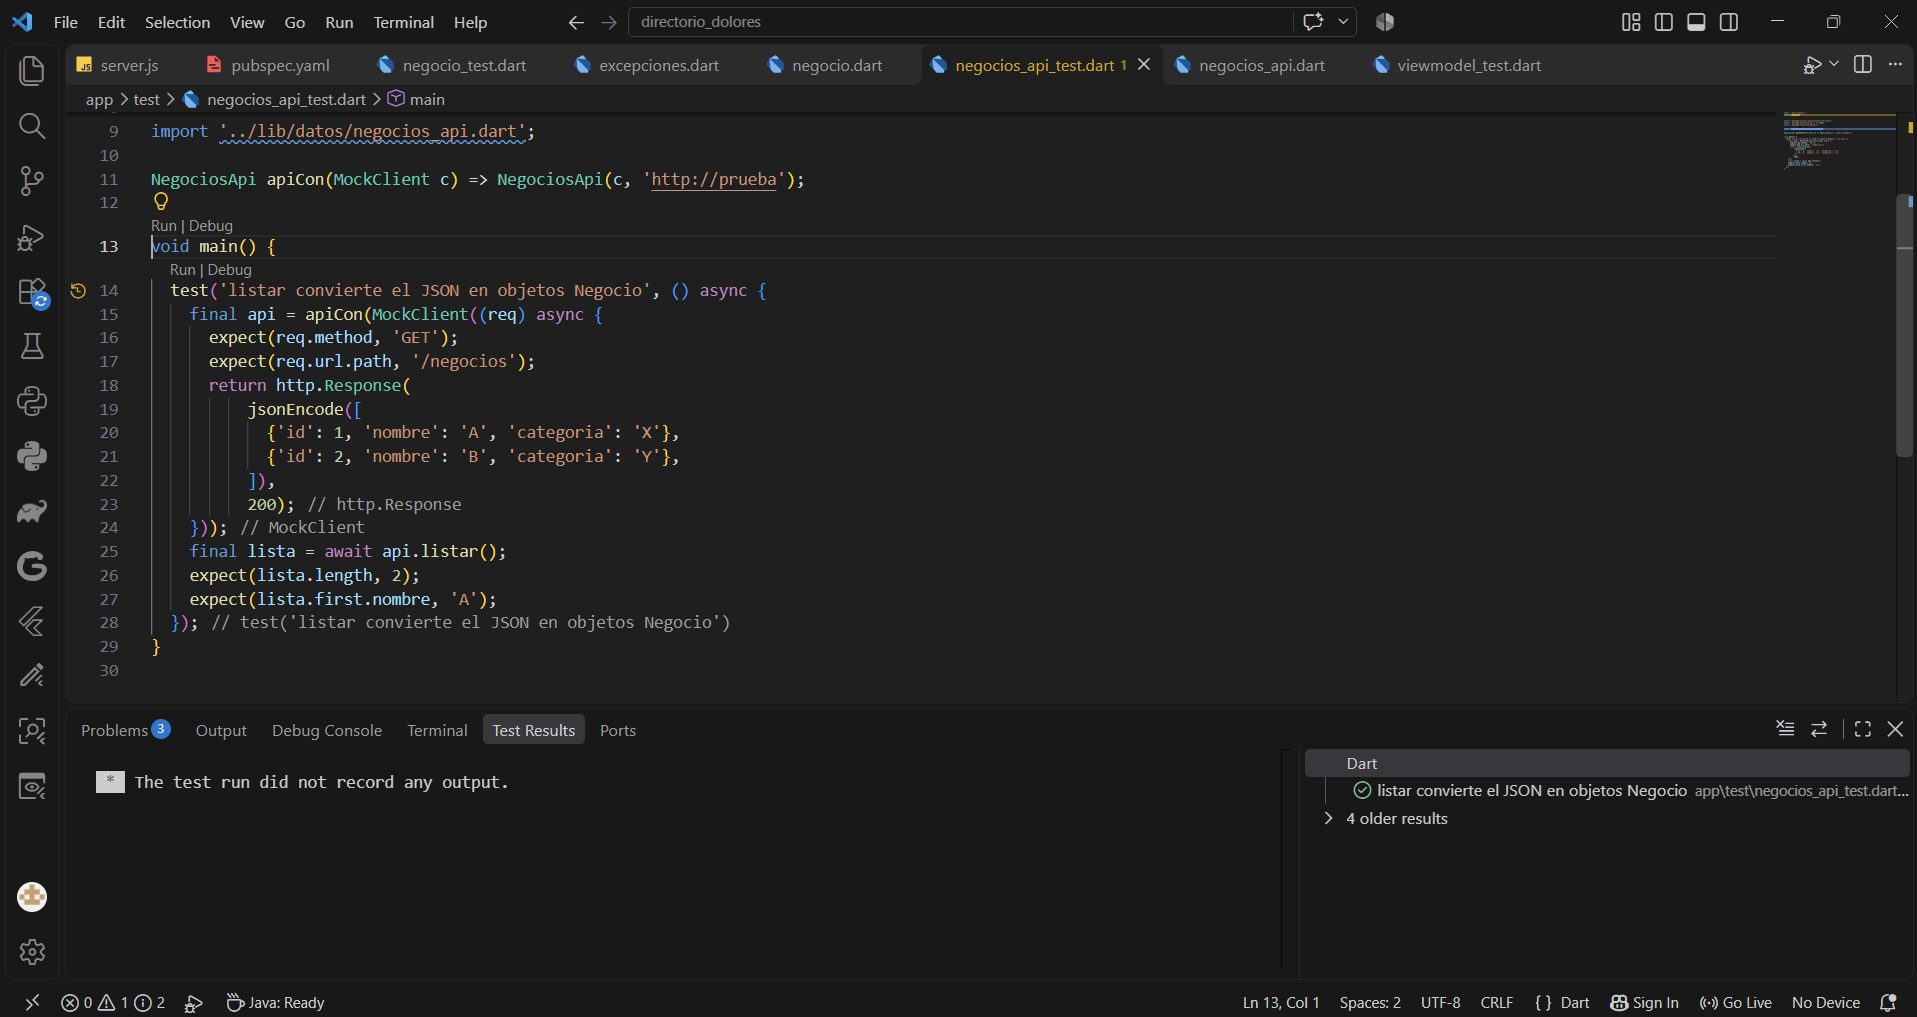 File Edit Selection View Go Run Terminal Help
directorio_dolores
server.js pubspec.yaml negocio_test.dart excepciones.dart negocio.dart negocios_api_test.dart 1 negocios_api.dart viewmodel_test.dart
app > test > negocios_api_test.dart > main
9 import '../lib/datos/negocios_api.dart';
10
11 NegociosApi apiCon(MockClient c) => NegociosApi(c, 'http://prueba');
12
Run | Debug
13 void main() {
Run | Debug
14 test('listar convierte el JSON en objetos Negocio', () async {
15 final api = apiCon(MockClient((req) async {
16 expect(req.method, 'GET');
17 expect(req.url.path, '/negocios');
18 return http.Response(
19 jsonEncode([
20 {'id': 1, 'nombre': 'A', 'categoria': 'X'},
21 {'id': 2, 'nombre': 'B', 'categoria': 'Y'},
22 ]),
23 200); // http.Response
24 })); // MockClient
25 final lista = await api.listar();
26 expect(lista.length, 2);
27 expect(lista.first.nombre, 'A');
28 }); // test('listar convierte el JSON en objetos Negocio')
29 }
30
Problems 3 Output Debug Console Terminal Test Results Ports
* The test run did not record any output.
Dart
listar convierte el JSON en objetos Negocio app\test\negocios_api_test.dart...
4 older results
0 1 2 Java: Ready Ln 13, Col 1 Spaces: 2 UTF-8 CRLF { } Dart Sign In Go Live No Device